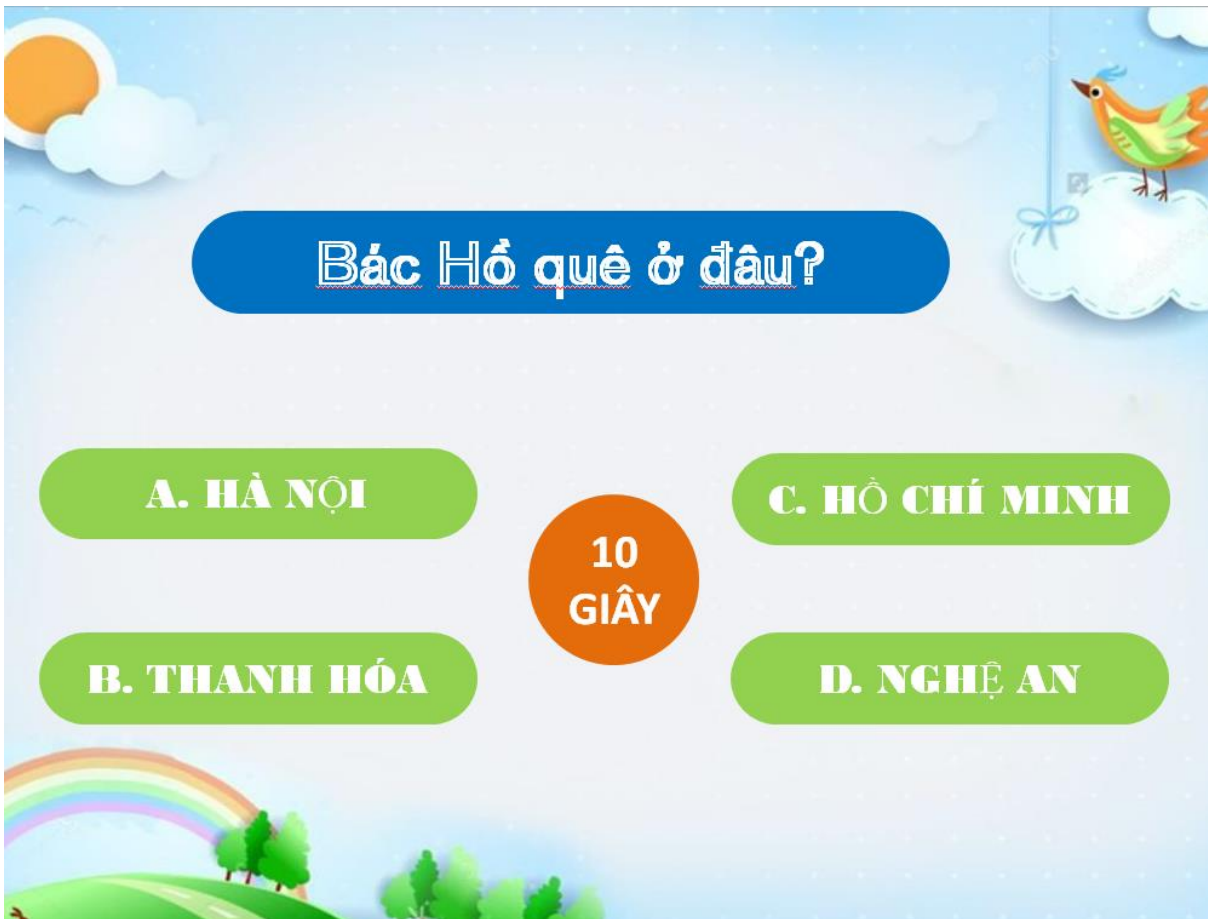 Bác Hồ quê ở đâu?
A. HÀ NỘI
C. HỒ CHÍ MINH
10
GIÂY
B. THANH HÓA
D. NGHỆ AN